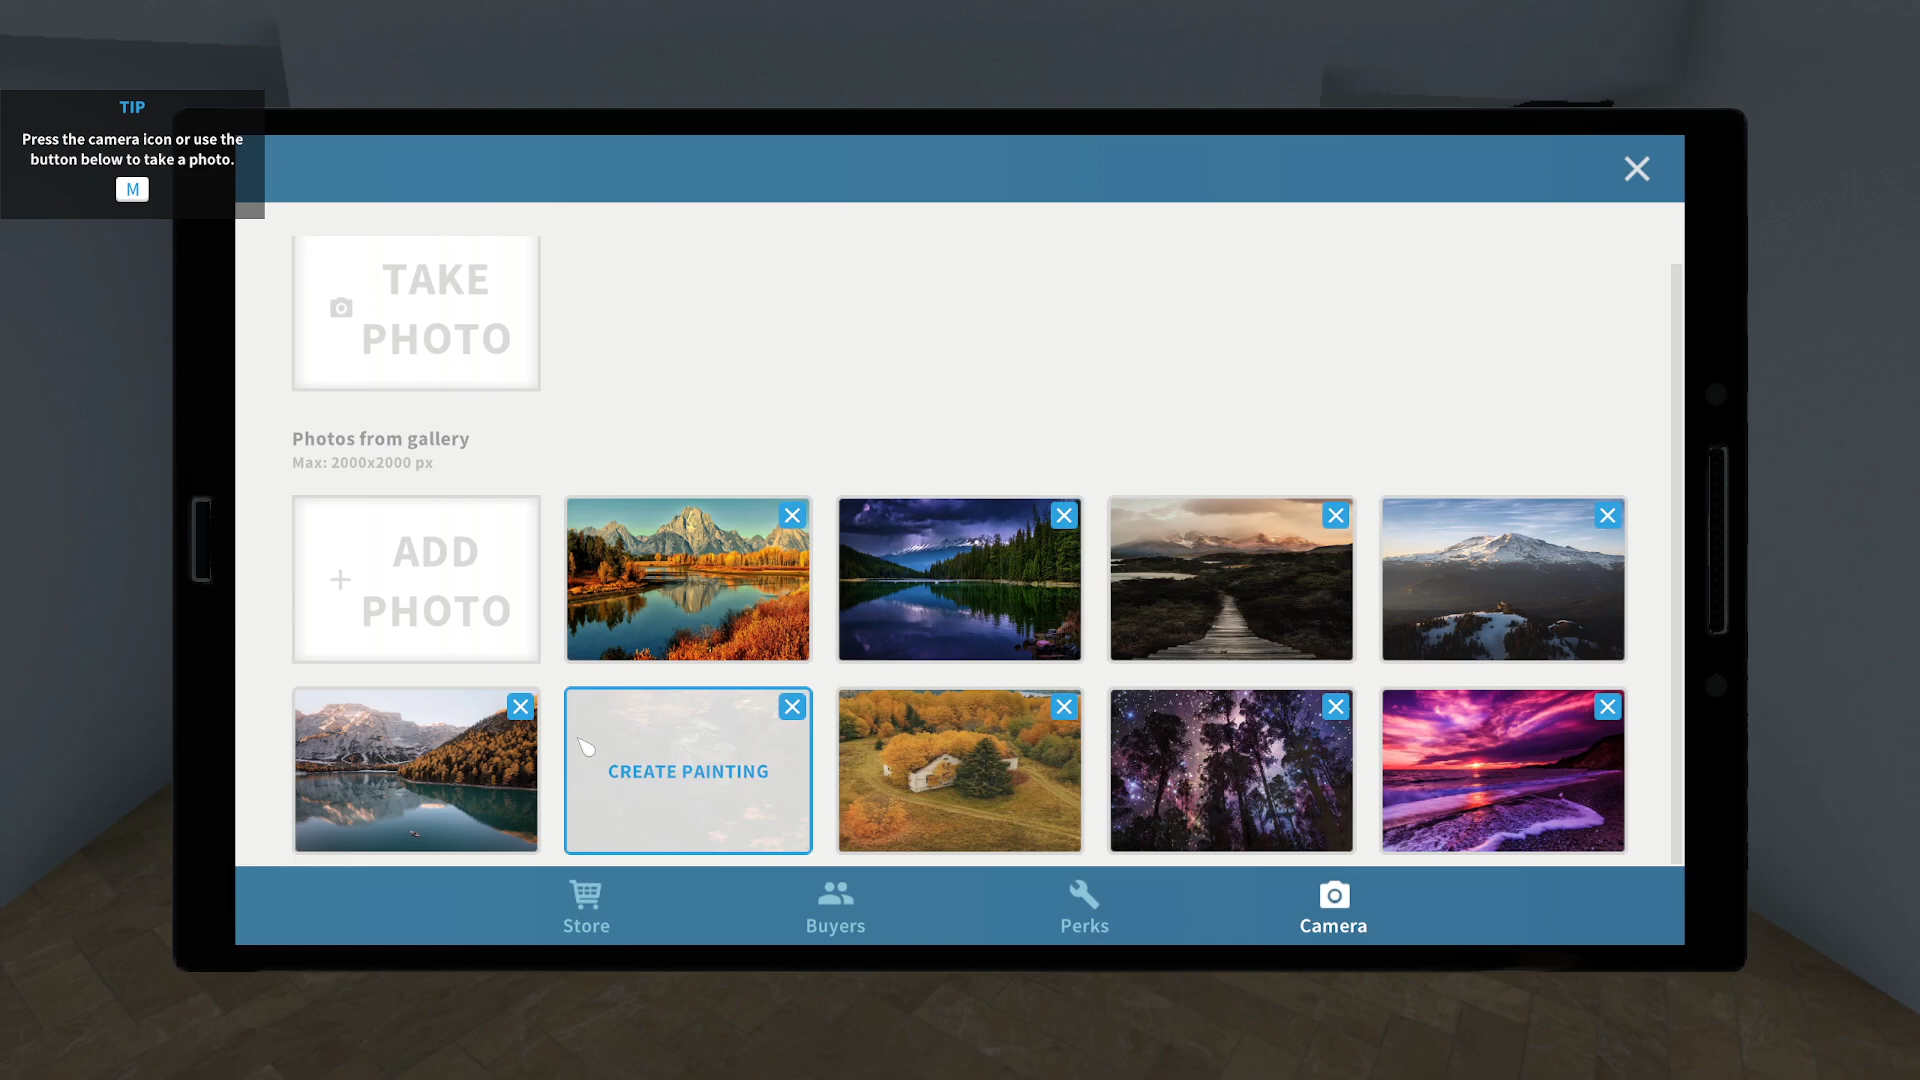 TIP
Press the camera icon or use the
button below to take a photo.
M
TAKE
PHOTO
Photos from gallery
Max: 2000x2000 px
ADD
PHOTO
CREATE PAINTING
Store
Buyers
Perks
Camera